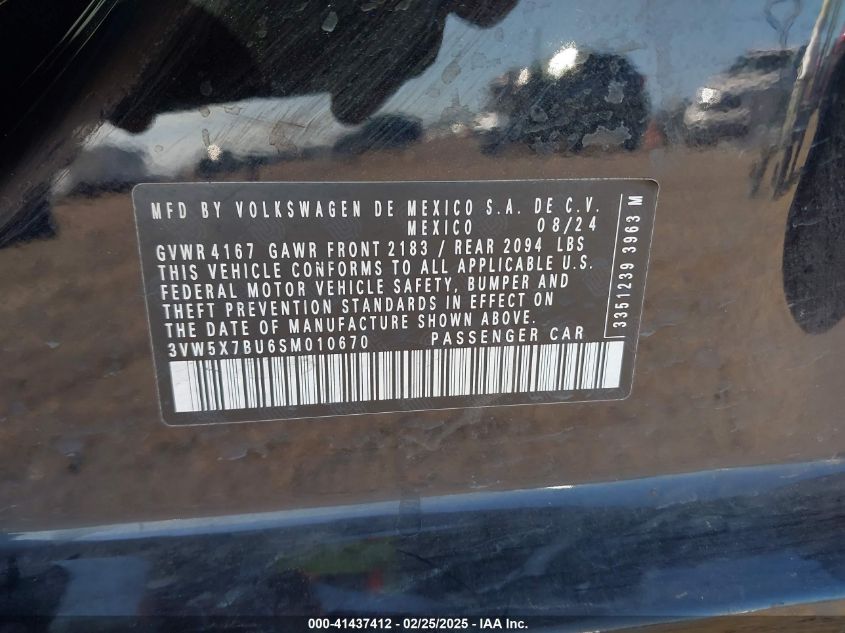 MFD BY VOLKSWAGEN DE MEXICO S.A. DE C.V.
MEXICO 08/24
GVWR 4167 GAWR FRONT 2183 / REAR 2094 LBS
THIS VEHICLE CONFORMS TO ALL APPLICABLE U.S.
FEDERAL MOTOR VEHICLE SAFETY, BUMPER AND
THEFT PREVENTION STANDARDS IN EFFECT ON
THE DATE OF MANUFACTURE SHOWN ABOVE.
3VW5X7BU6SM010670 PASSENGER CAR
3351239 3963 M
000-41437412 - 02/25/2025 - IAA Inc.